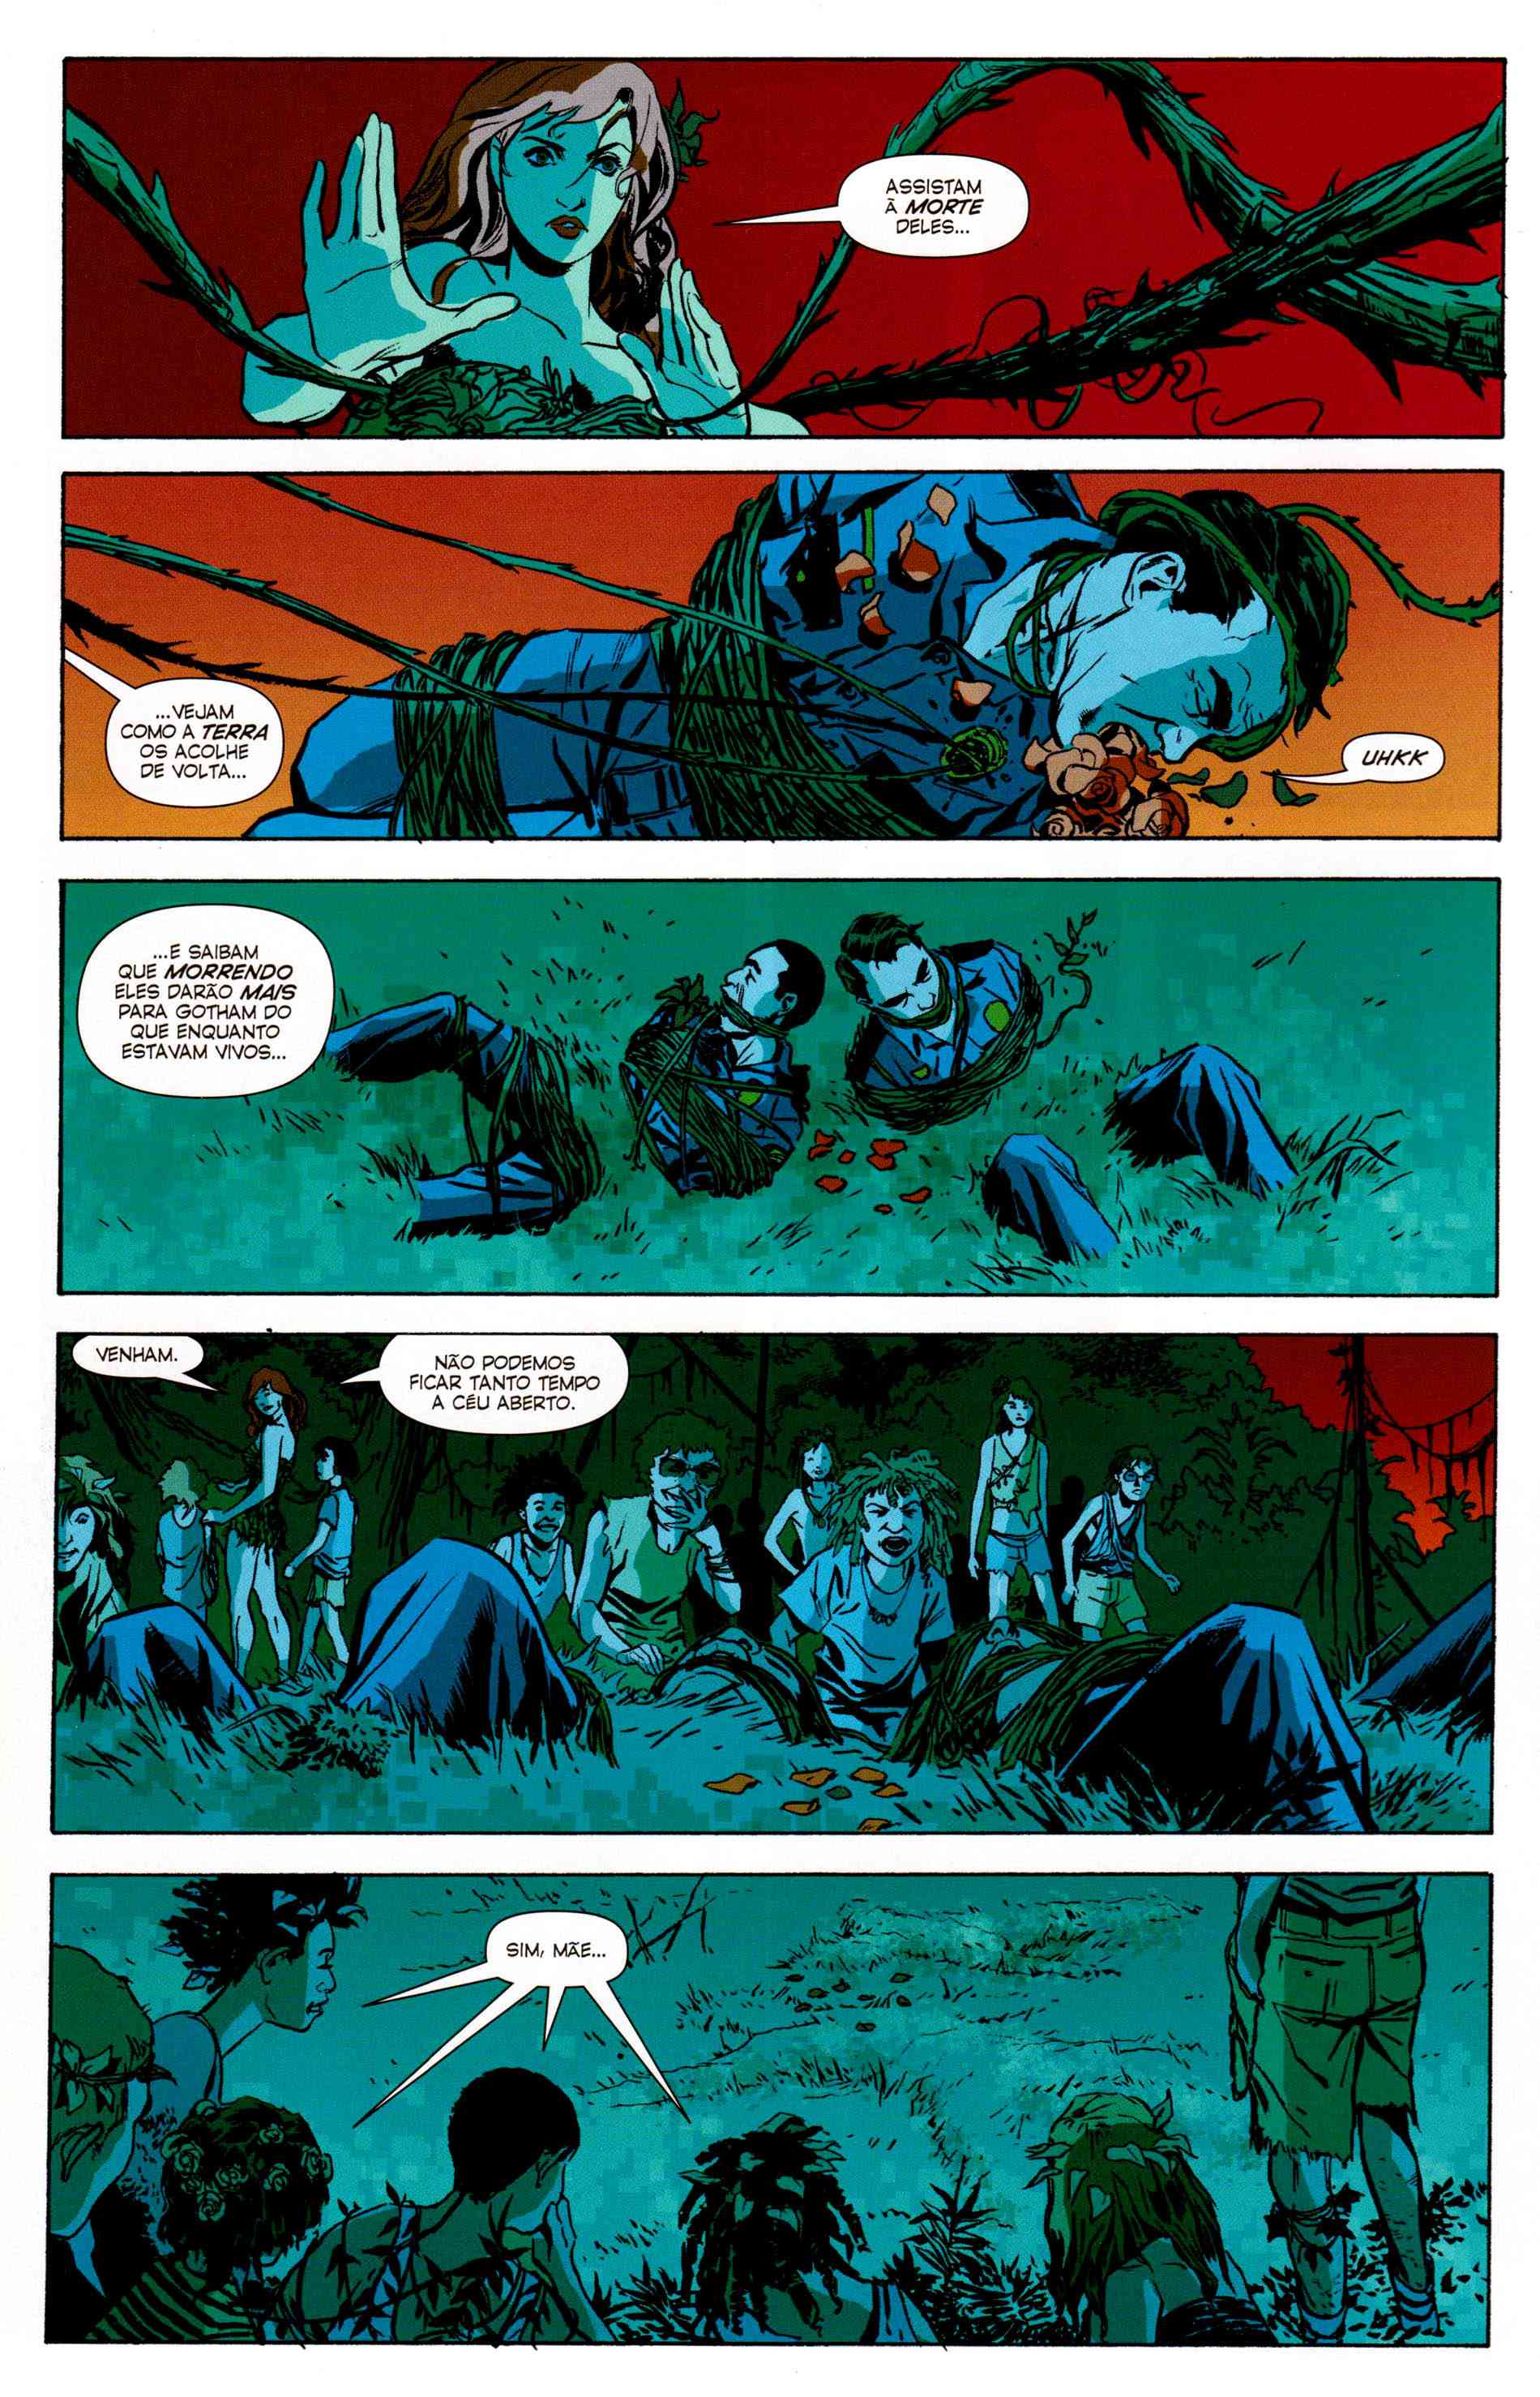 ASSISTAM
À MORTE
DELES...
...VEJAM
COMO A TERRA
OS ACOLHE
DE VOLTA...
UHKK
...E SAIBAM
QUE MORRENDO
ELES DARÃO MAIS
PARA GOTHAM DO
QUE ENQUANTO
ESTAVAM VIVOS...
VENHAM.
NÃO PODEMOS
FICAR TANTO TEMPO
A CÉU ABERTO.
SIM, MÃE...